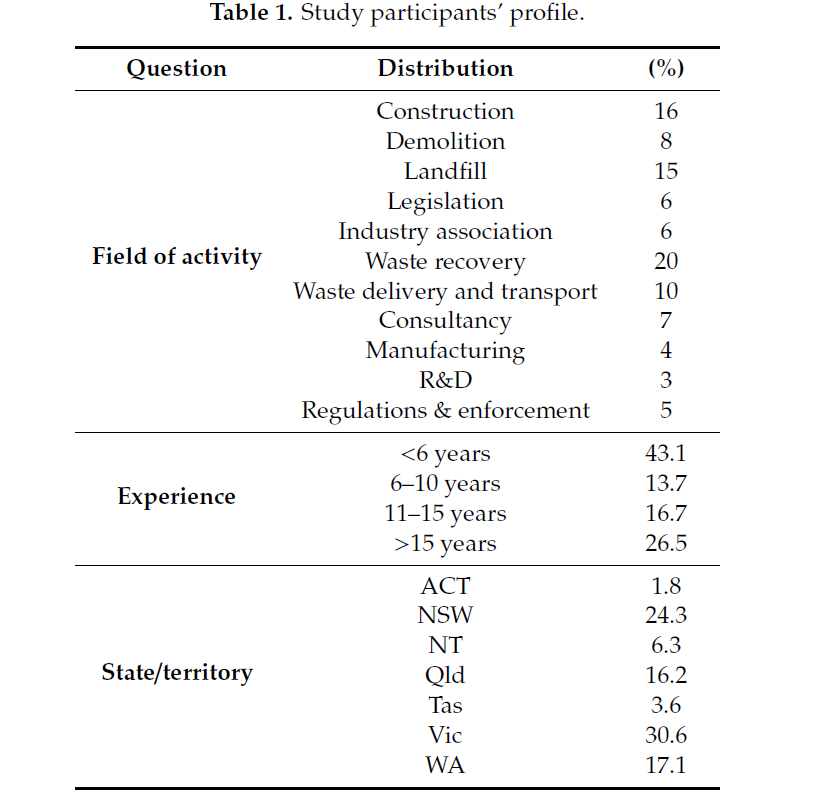 Table 1. Study participants’ profile.
Question Distribution (%)
Construction 16
Demolition 8
Landfill 15
Legislation 6
Industry association 6
Field of activity Waste recovery 20
Waste delivery and transport 10
Consultancy 7
Manufacturing 4
R&D 3
Regulations & enforcement 5
<6 years 43.1
Experience 6–10 years 13.7
11–15 years 16.7
>15 years 26.5
ACT 1.8
NSW 24.3
NT 6.3
State/territory Qld 16.2
Tas 3.6
Vic 30.6
WA 17.1